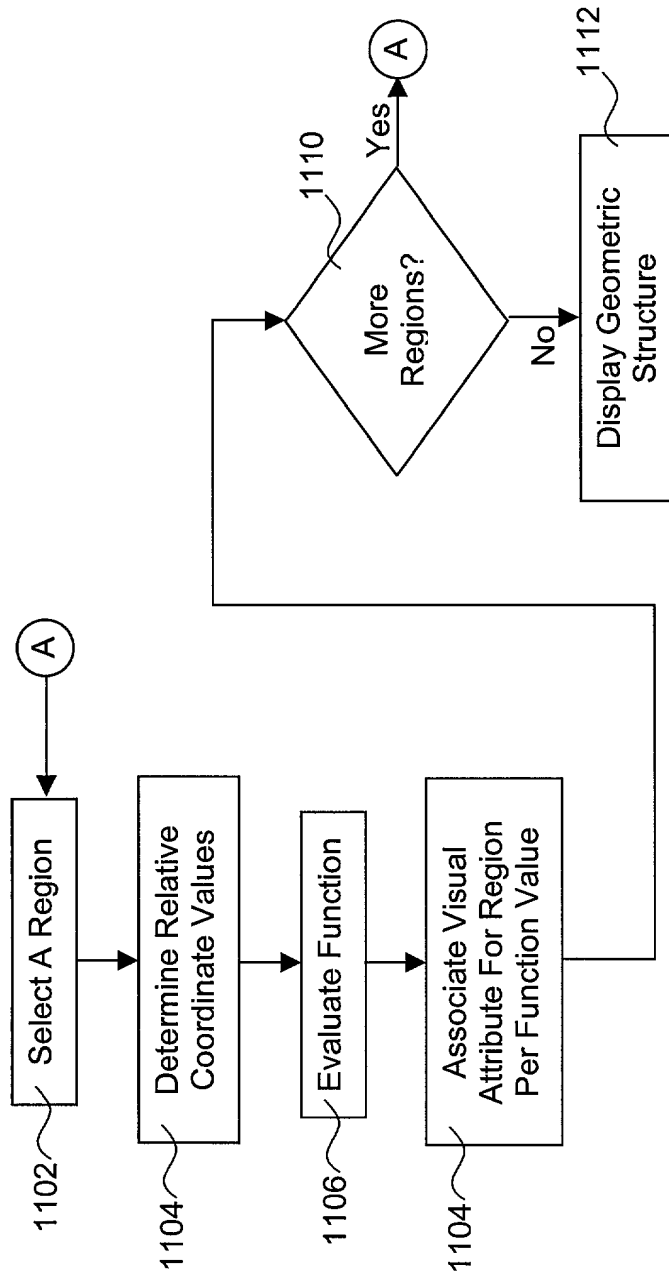 A
1102
Select A Region
1104
Determine Relative
Coordinate Values
1106
Evaluate Function
1104
Associate Visual
Attribute For Region
Per Function Value
1110
More
Regions?
Yes
A
No
1112
Display Geometric
Structure